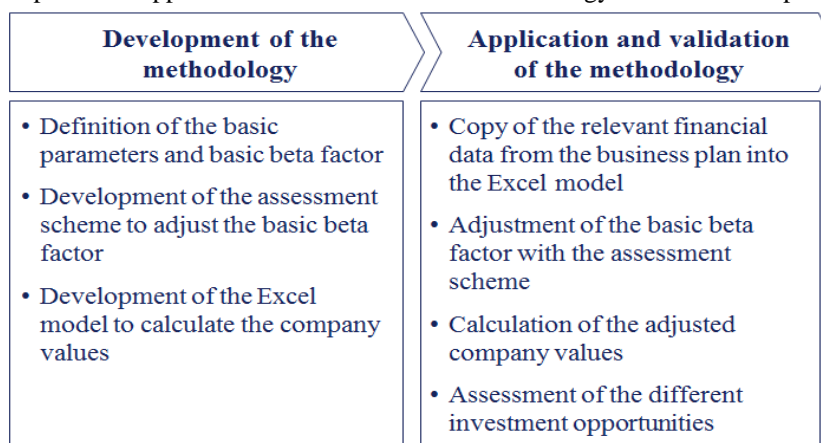 Development of the
methodology
Application and validation
of the methodology
• Definition of the basic
parameters and basic beta factor
• Development of the assessment
scheme to adjust the basic beta
factor
• Development of the Excel
model to calculate the company
values
• Copy of the relevant financial
data from the business plan into
the Excel model
• Adjustment of the basic beta
factor with the assessment
scheme
• Calculation of the adjusted
company values
• Assessment of the different
investment opportunities